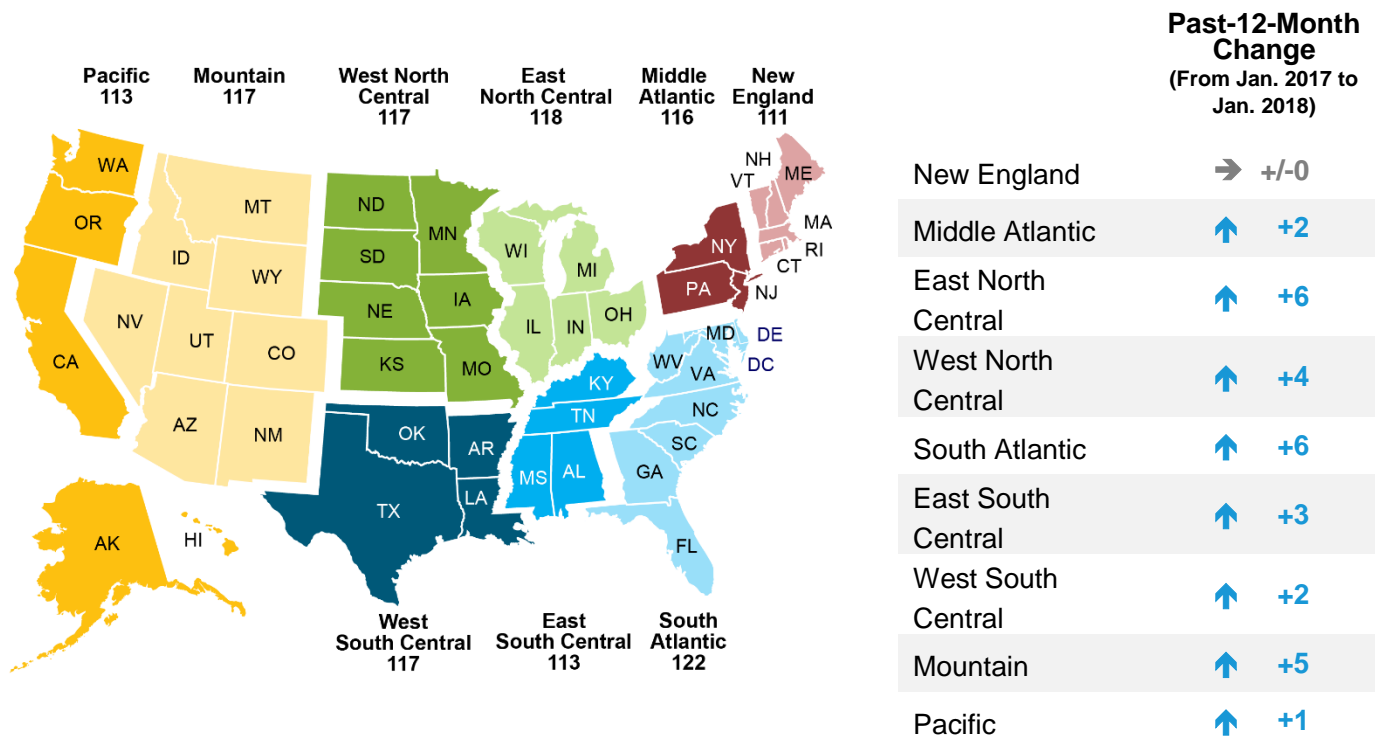 Past-12-Month
Change
(From Jan. 2017 to
Jan. 2018)
Pacific
113
Mountain
117
West North
Central
117
East
North Central
118
Middle
Atlantic
116
New
England
111
WA
OR
CA
AK
HI
MT
ID
WY
NV
UT
CO
AZ
NM
ND
SD
NE
KS
MN
IA
MO
WI
MI
IL
IN
OH
NY
PA
NJ
NH
VT
ME
MA
RI
CT
OK
AR
TX
LA
KY
TN
MS
AL
MD
DE
DC
WV
VA
NC
SC
GA
FL
West
South Central
117
East
South Central
113
South
Atlantic
122
New England +/-0
Middle Atlantic +2
East North
Central +6
West North
Central +4
South Atlantic +6
East South
Central +3
West South
Central +2
Mountain +5
Pacific +1